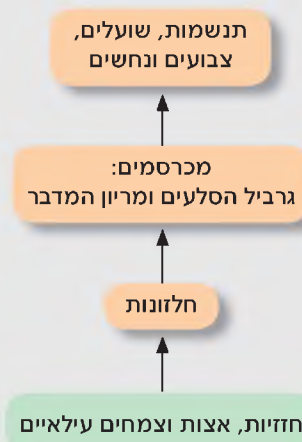 תנשמות, שועלים,
צבועים ונחשים
מכרסמים:
גרביל הסלעים ומריון המדבר
חלזונות
חזזיות, אצות וצמחים עילאיים